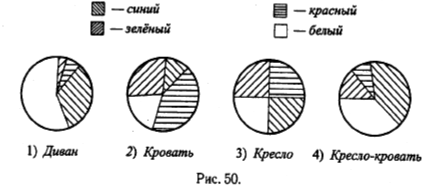 — синий
— красный
— зелёный
— белый
1) Диван
2) Кровать
3) Кресло
4) Кресло-кровать
Рис. 50.